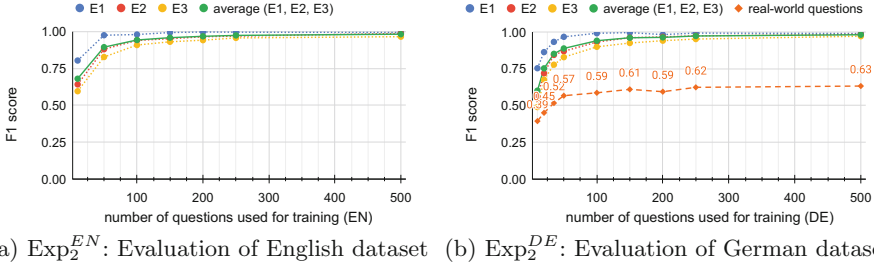 E1 E2 E3 average (E1, E2, E3)
1.00
0.75
0.50
0.25
0.00
F1 score
100 200 300 400 500
number of questions used for training (EN)
a) Exp₂^EN: Evaluation of English dataset
E1 E2 E3 average (E1, E2, E3) real-world questions
1.00
0.75
0.50
0.25
0.00
F1 score
0.39 0.45 0.52 0.57 0.59 0.61 0.59 0.62 0.63
100 200 300 400 500
number of questions used for training (DE)
(b) Exp₂^DE: Evaluation of German datase